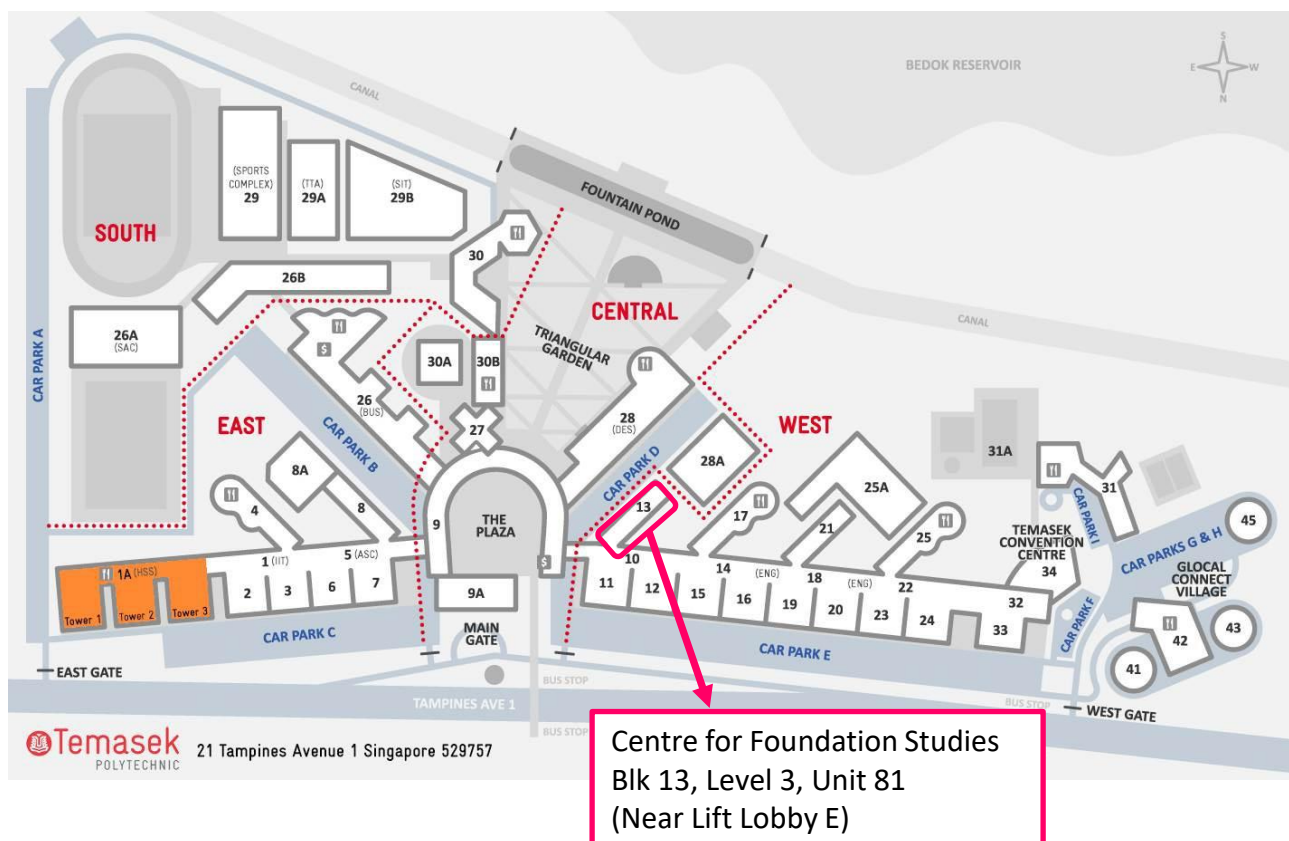 BEDOK RESERVOIR
S
E
W
N
CANAL
(SPORTS
COMPLEX)
29
(TTA)
29A
(SIT)
29B
FOUNTAIN POND
SOUTH
30
26B
CENTRAL
CANAL
26A
(SAC)
CAR PARK A
TRIANGULAR
GARDEN
$
30A
30B
26
(BUS)
28
(DES)
EAST
CAR PARK B
27
WEST
CAR PARK D
28A
8A
31A
31
25A
4
8
13
17
21
25
CAR PARK I
45
9
THE
PLAZA
TEMASEK
CONVENTION
CENTRE
34
CAR PARKS G & H
GLOCAL
CONNECT
VILLAGE
1 (IIT)
5 (ASC)
$
10
14
(ENG)
18
(ENG)
22
1A (HSS)
Tower 1
Tower 2
Tower 3
2
3
6
7
9A
11
12
15
16
19
20
23
24
32
33
CAR PARK F
42
43
41
CAR PARK C
MAIN
GATE
CAR PARK E
EAST GATE
BUS STOP
TAMPINES AVE 1
BUS STOP
WEST GATE
BUS STOP
Temasek
POLYTECHNIC
21 Tampines Avenue 1 Singapore 529757
Centre for Foundation Studies
Blk 13, Level 3, Unit 81
(Near Lift Lobby E)